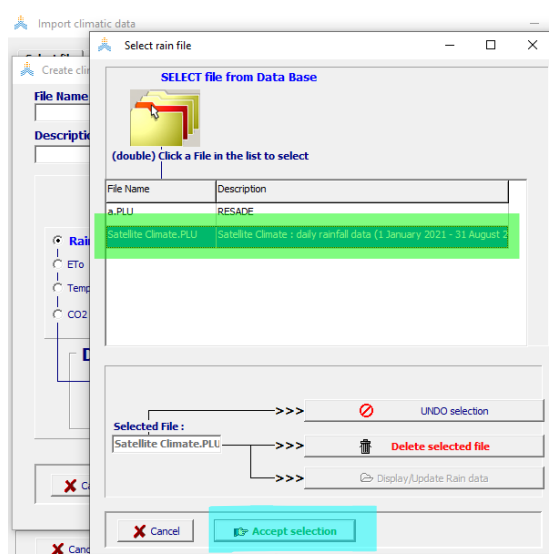 Import climatic data
Select rain file
Create cli
File Name
Descripti
SELECT file from Data Base
(double) Click a File in the list to select
File Name Description
a.PLU RESADE
Satellite Climate.PLU Satellite Climate : daily rainfall data (1 January 2021 - 31 August 2
Rai
ETo
Temp
CO2
D
>>> UNDO selection
Selected File :
Satellite Climate.PLU >>> Delete selected file
>>> Display/Update Rain data
Ca
Cancel Accept selection
Canc